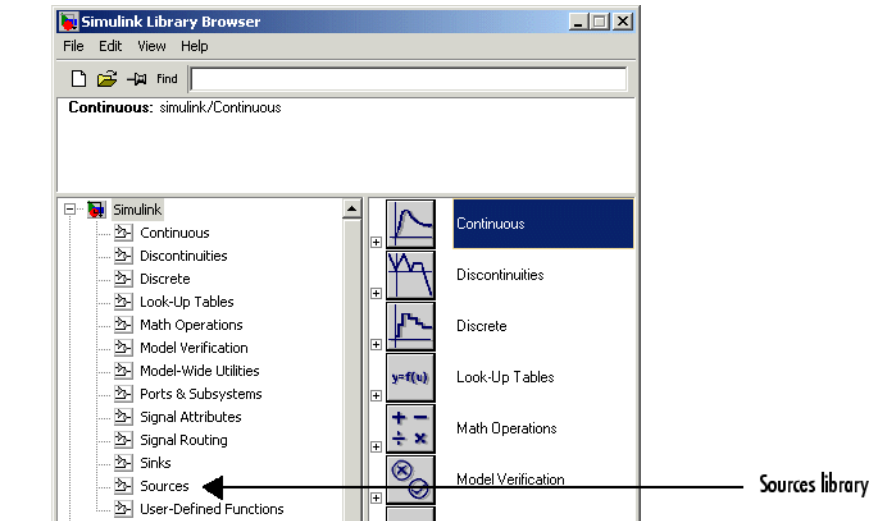 Simulink Library Browser
File Edit View Help
Find
Continuous: simulink/Continuous
Simulink
Continuous
Discontinuities
Discrete
Look-Up Tables
Math Operations
Model Verification
Model-Wide Utilities
Ports & Subsystems
Signal Attributes
Signal Routing
Sinks
Sources
User-Defined Functions
Continuous
Discontinuities
Discrete
y=f(u)
Look-Up Tables
Math Operations
Model Verification
Sources library